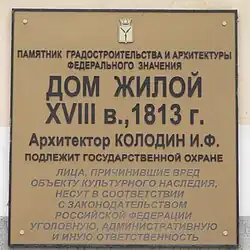 ПАМЯТНИК ГРАДОСТРОИТЕЛЬСТВА И АРХИТЕКТУРЫ
ФЕДЕРАЛЬНОГО ЗНАЧЕНИЯ
ДОМ ЖИЛОЙ
XVIII в., 1813 г.
Архитектор КОЛОДИН И.Ф.
ПОДЛЕЖИТ ГОСУДАРСТВЕННОЙ ОХРАНЕ
ЛИЦА, ПРИЧИНИВШИЕ ВРЕД
ОБЪЕКТУ КУЛЬТУРНОГО НАСЛЕДИЯ,
НЕСУТ В СООТВЕТСТВИИ
С ЗАКОНОДАТЕЛЬСТВОМ
РОССИЙСКОЙ ФЕДЕРАЦИИ
УГОЛОВНУЮ, АДМИНИСТРАТИВНУЮ
И ИНУЮ ОТВЕТСТВЕННОСТЬ